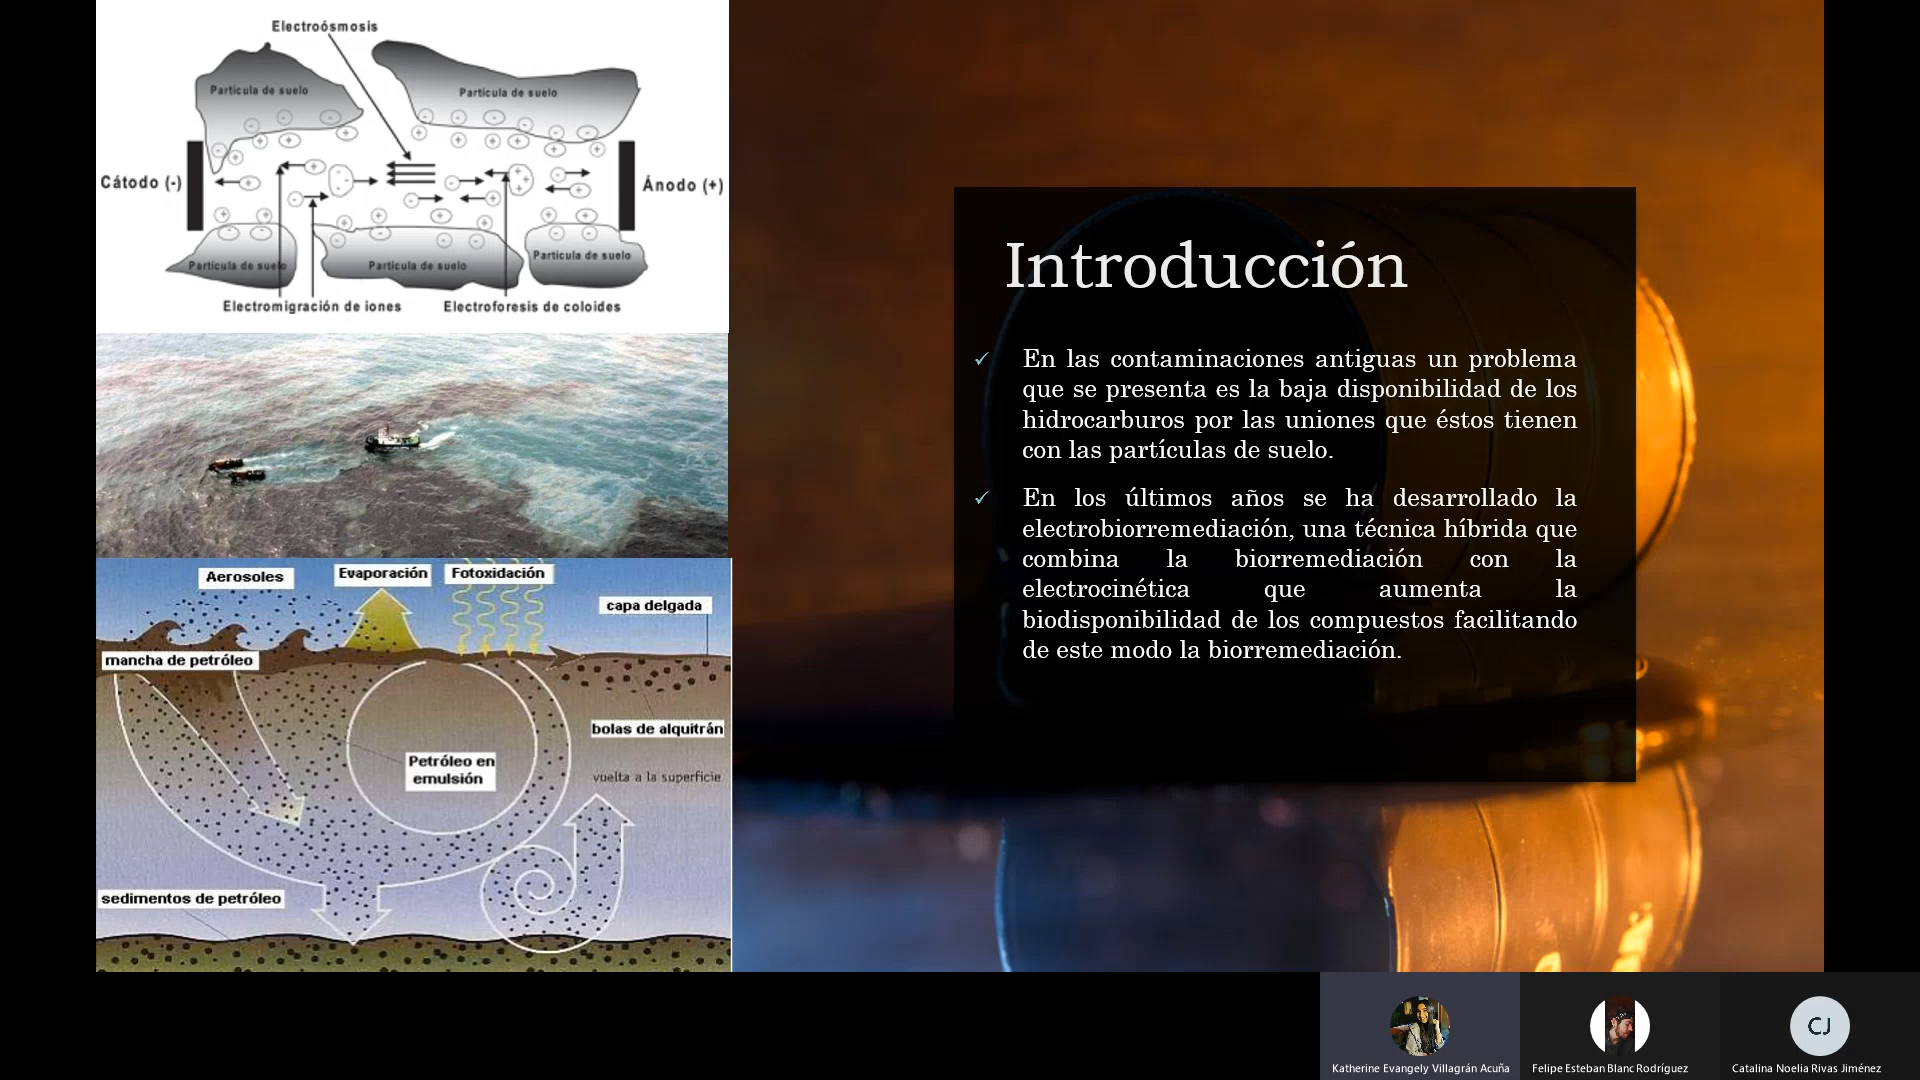 Electroósmosis
Particula de suelo
Particula de suelo
Cátodo (-)
Ánodo (+)
Particula de suelo
Particula de suelo
Particula de suelo
Electromigración de iones
Electroforesis de coloides
Aerosoles
Evaporación
Fotoxidación
capa delgada
mancha de petróleo
bolas de alquitrán
Petróleo en
emulsión
vuelta a la superficie
sedimentos de petróleo
Introducción
✓ En las contaminaciones antiguas un problema
que se presenta es la baja disponibilidad de los
hidrocarburos por las uniones que éstos tienen
con las partículas de suelo.
✓ En los últimos años se ha desarrollado la
electrobiorremediación, una técnica híbrida que
combina la biorremediación con la
electrocinética que aumenta la
biodisponibilidad de los compuestos facilitando
de este modo la biorremediación.
CJ
Katherine Evangely Villagrán Acuña
Felipe Esteban Blanc Rodríguez
Catalina Noelia Rivas Jiménez